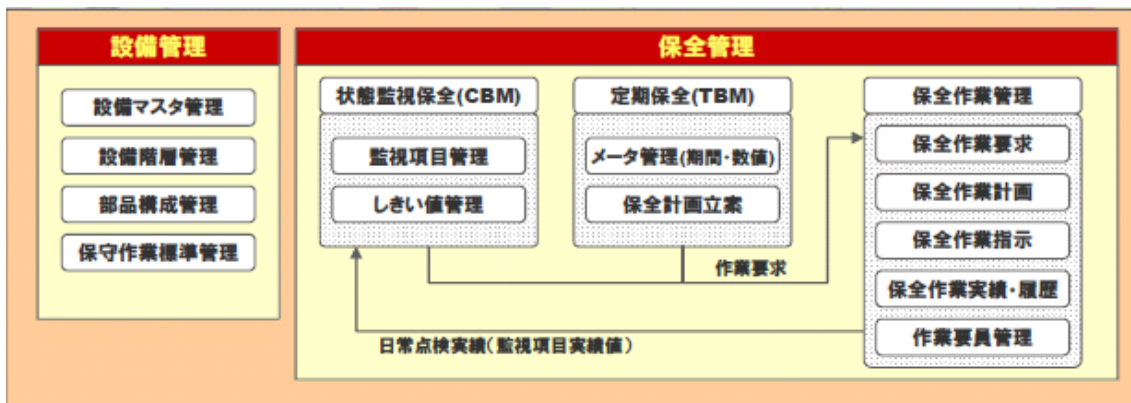 設備管理
設備マスタ管理
設備階層管理
部品構成管理
保守作業標準管理
保全管理
状態監視保全(CBM)
監視項目管理
しきい値管理
定期保全(TBM)
メータ管理(期間・数値)
保全計画立案
保全作業管理
保全作業要求
保全作業計画
保全作業指示
保全作業実績・履歴
作業要員管理
作業要求
日常点検実績(監視項目実績値)